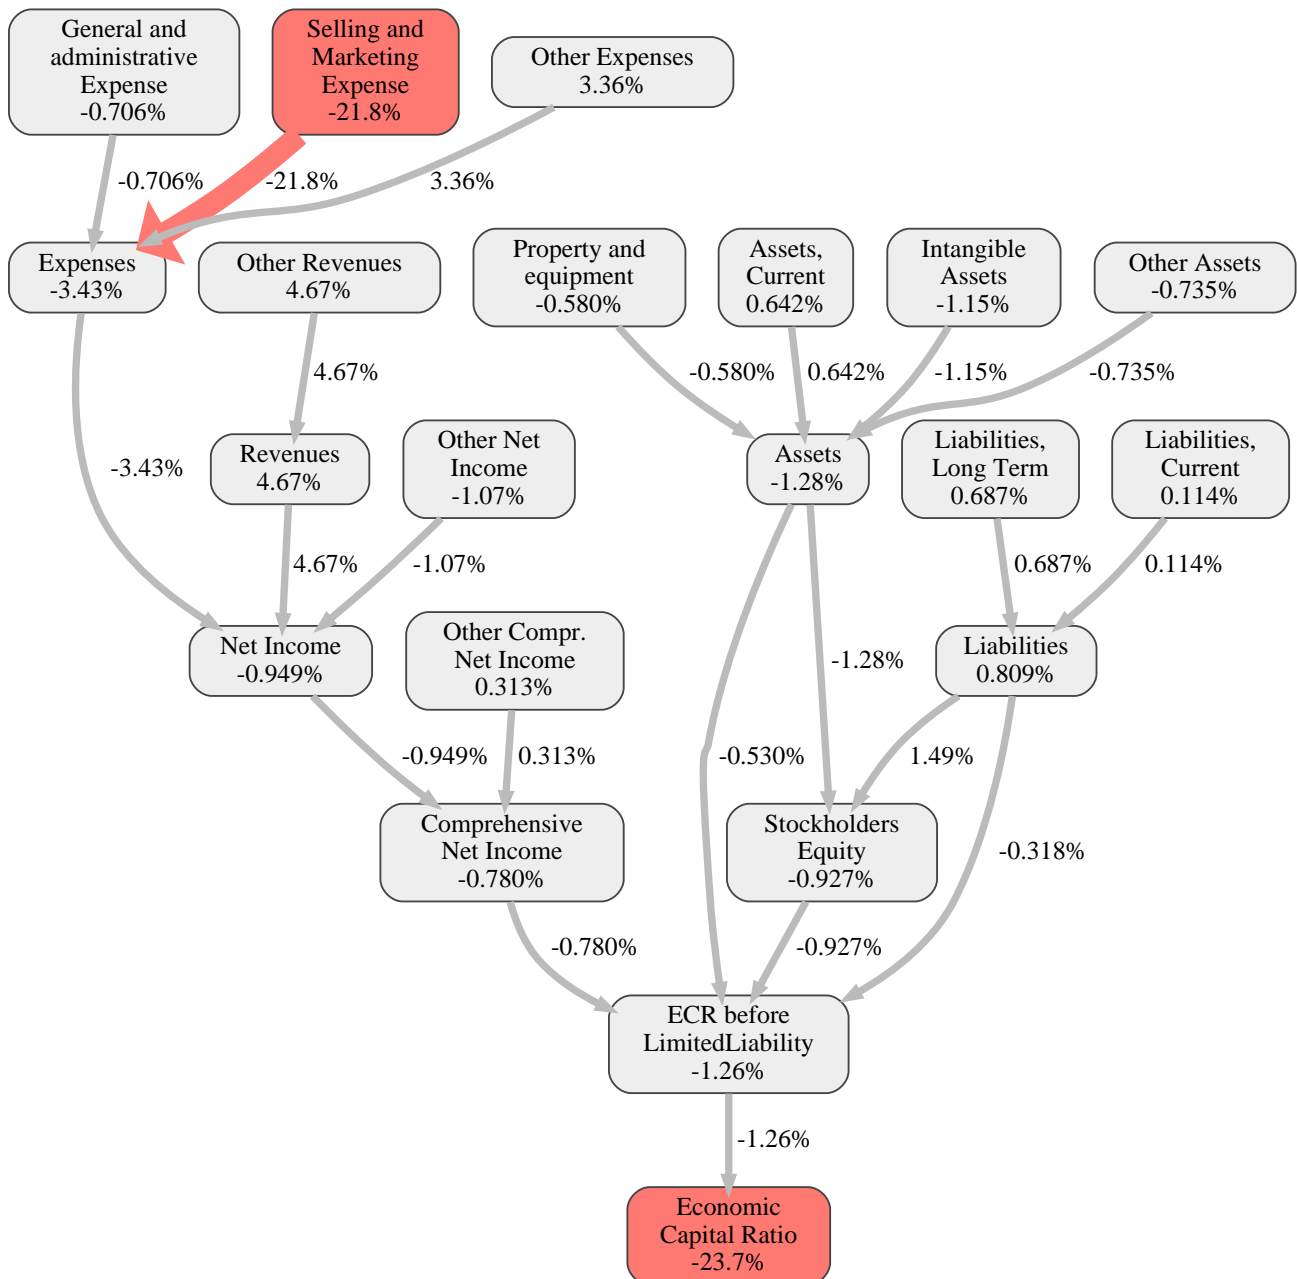 General and
administrative
Expense
-0.706%
Selling and
Marketing
Expense
-21.8%
Other Expenses
3.36%
-0.706%
-21.8%
3.36%
Expenses
-3.43%
Other Revenues
4.67%
Property and
equipment
-0.580%
Assets,
Current
0.642%
Intangible
Assets
-1.15%
Other Assets
-0.735%
4.67%
-0.580%
0.642%
-1.15%
-0.735%
-3.43%
Revenues
4.67%
Other Net
Income
-1.07%
Assets
-1.28%
Liabilities,
Long Term
0.687%
Liabilities,
Current
0.114%
4.67%
-1.07%
0.687%
0.114%
Net Income
-0.949%
Other Compr.
Net Income
0.313%
-1.28%
Liabilities
0.809%
-0.949%
0.313%
-0.530%
1.49%
Comprehensive
Net Income
-0.780%
Stockholders
Equity
-0.927%
-0.318%
-0.780%
-0.927%
ECR before
LimitedLiability
-1.26%
-1.26%
Economic
Capital Ratio
-23.7%